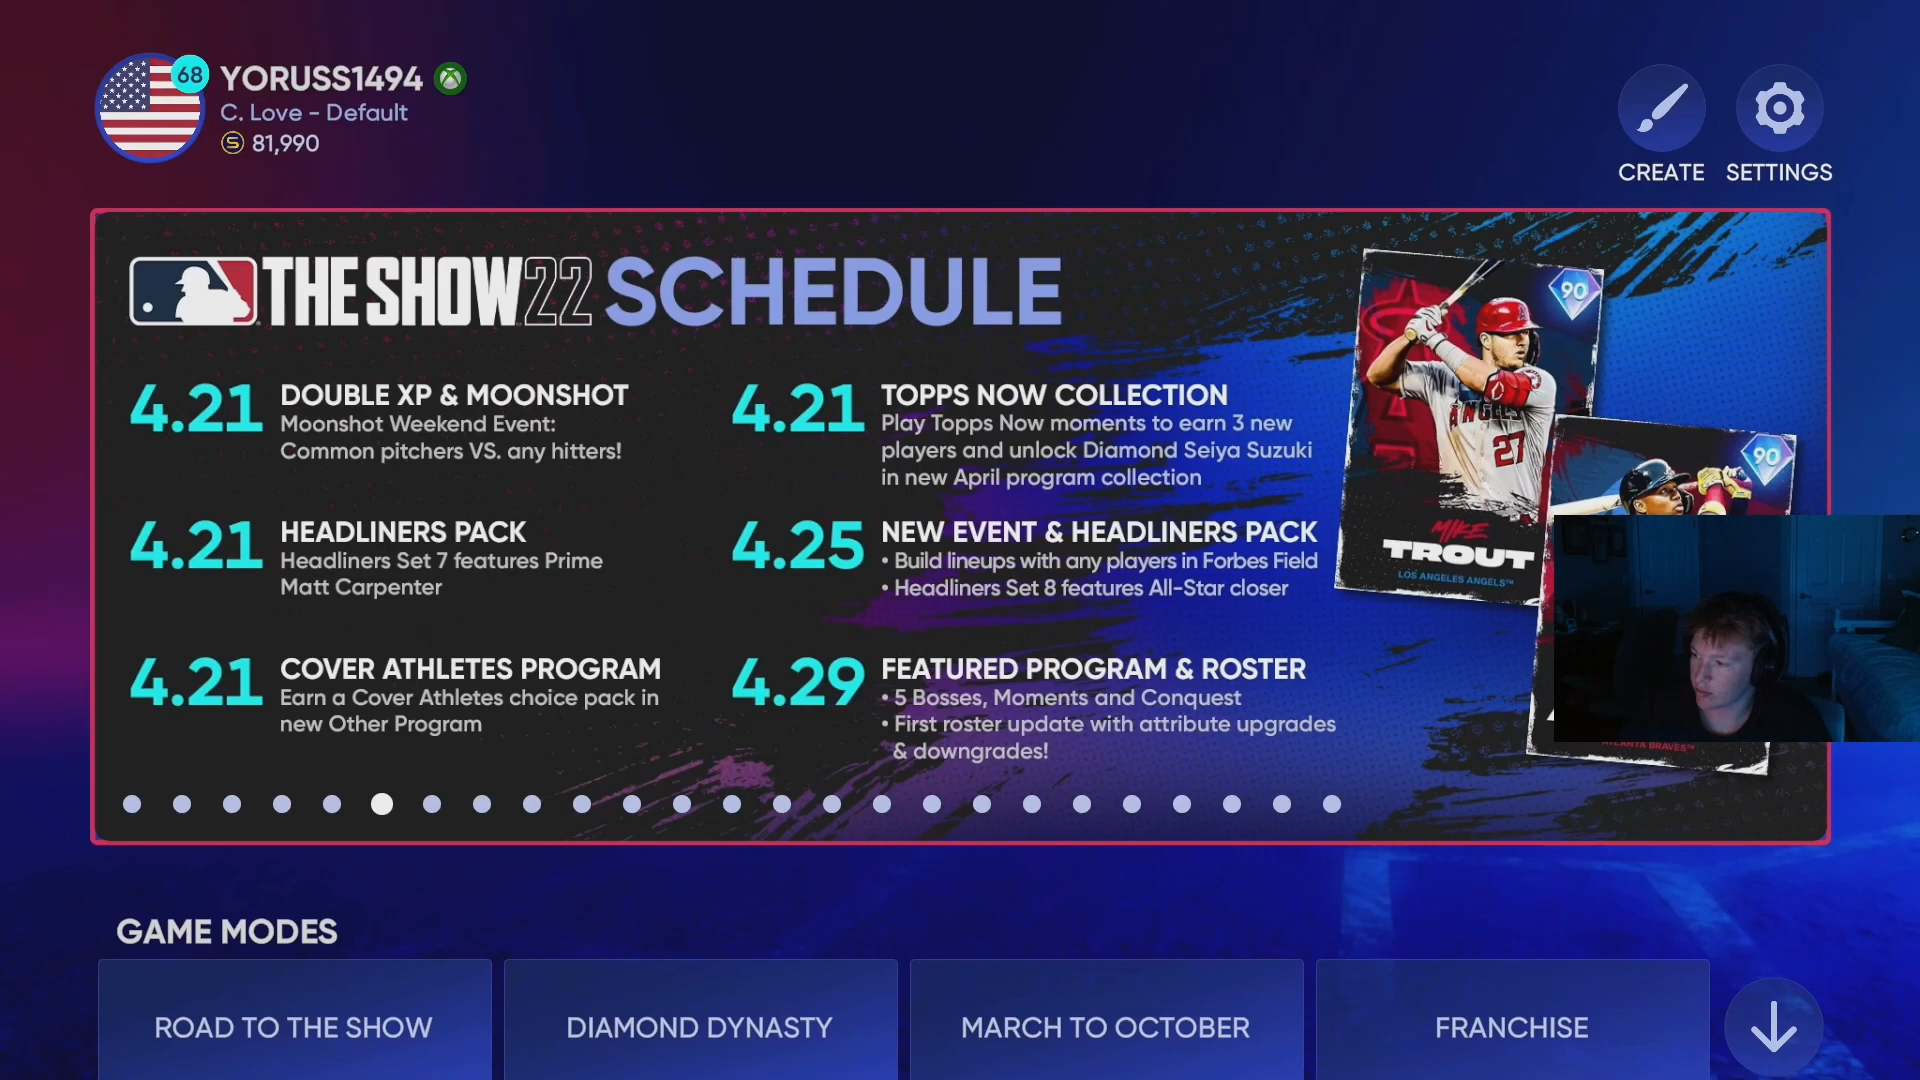 68
YORUSS1494
C. Love - Default
S 81,990
CREATE
SETTINGS
THE SHOW 22 SCHEDULE
4.21 DOUBLE XP & MOONSHOT
Moonshot Weekend Event:
Common pitchers VS. any hitters!
4.21 HEADLINERS PACK
Headliners Set 7 features Prime
Matt Carpenter
4.21 COVER ATHLETES PROGRAM
Earn a Cover Athletes choice pack in
new Other Program
4.21 TOPPS NOW COLLECTION
Play Topps Now moments to earn 3 new
players and unlock Diamond Seiya Suzuki
in new April program collection
4.25 NEW EVENT & HEADLINERS PACK
• Build lineups with any players in Forbes Field
• Headliners Set 8 features All-Star closer
4.29 FEATURED PROGRAM & ROSTER
• 5 Bosses, Moments and Conquest
• First roster update with attribute upgrades
& downgrades!
90
ANGELS
27
MIKE
TROUT
LOS ANGELES ANGELS™
90
ATLANTA BRAVES™
GAME MODES
ROAD TO THE SHOW
DIAMOND DYNASTY
MARCH TO OCTOBER
FRANCHISE